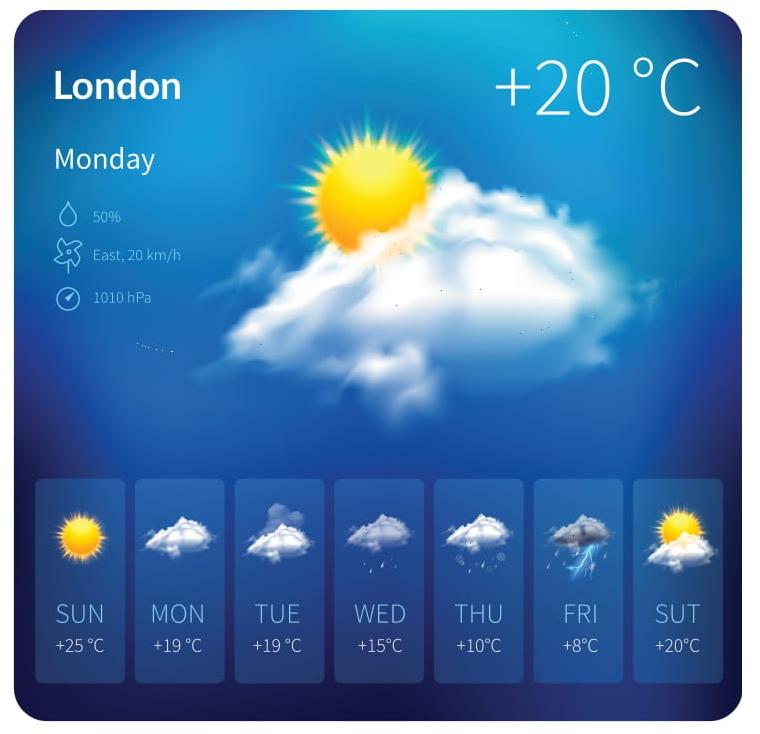 London
+20 °C
Monday
50%
East, 20 km/h
1010 hPa
SUN MON TUE WED THU FRI SUT
+25 °C +19 °C +19 °C +15°C +10°C +8°C +20°C